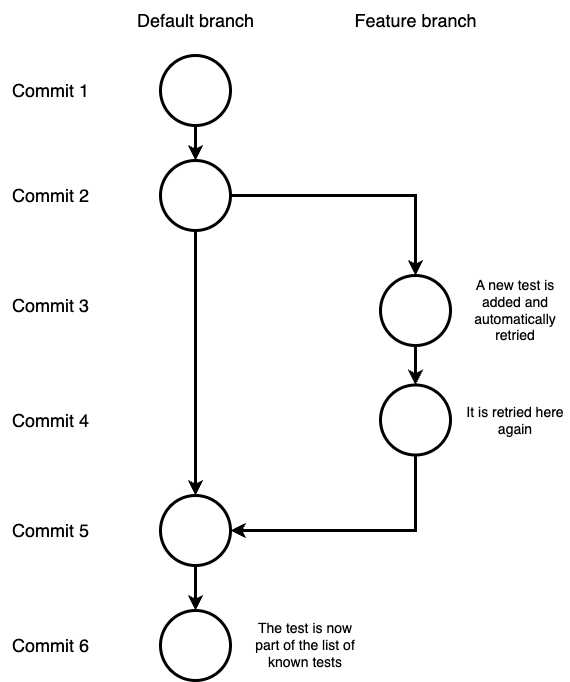 Default branch
Feature branch
Commit 1
Commit 2
Commit 3
A new test is
added and
automatically
retried
Commit 4
It is retried here
again
Commit 5
Commit 6
The test is now
part of the list of
known tests